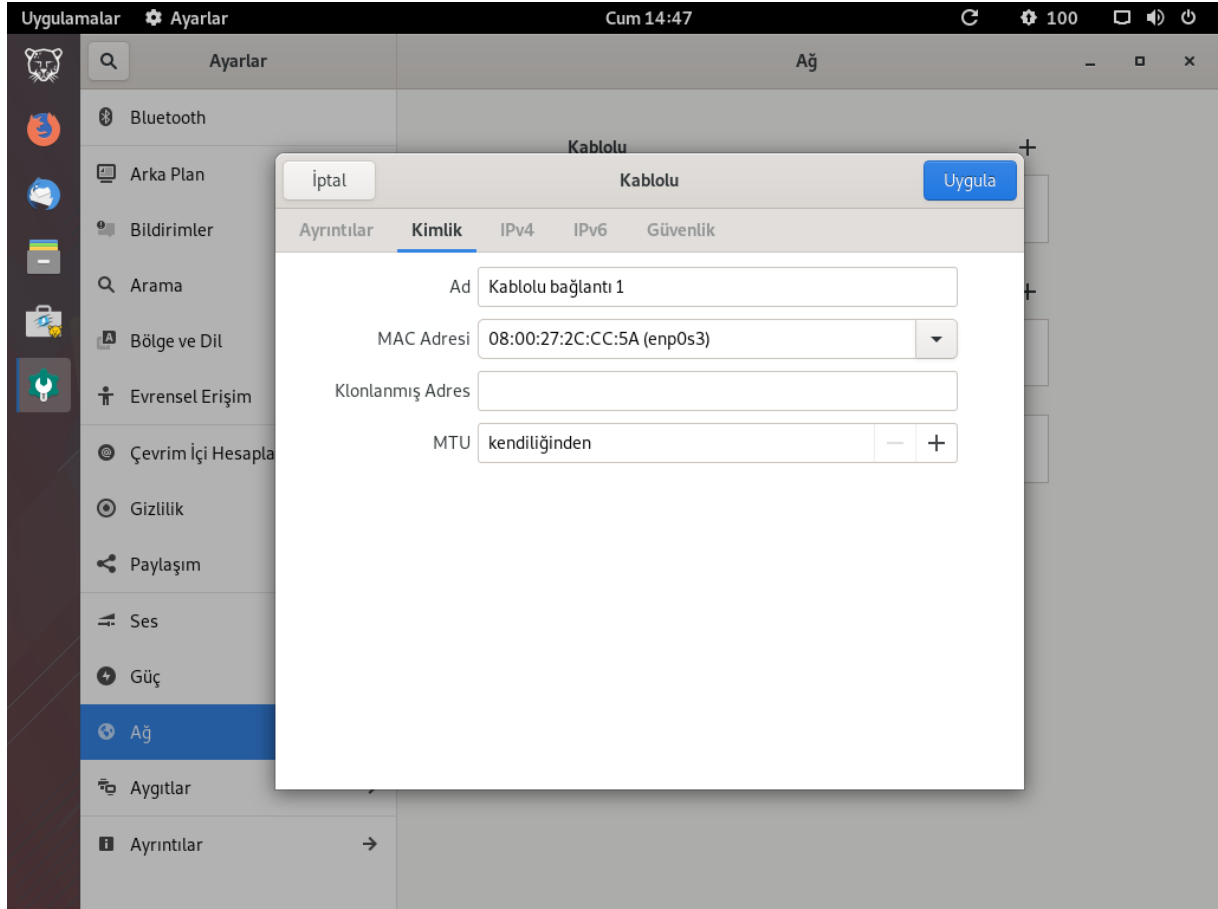 Uygulamalar Ayarlar Cum 14:47 100
Ayarlar Ağ
Bluetooth
Arka Plan
Bildirimler
Arama
Bölge ve Dil
Evrensel Erişim
Çevrim İçi Hesapla
Gizlilik
Paylaşım
Ses
Güç
Ağ
Aygıtlar
Ayrıntılar
Kablolu
İptal Kablolu Uygula
Ayrıntılar Kimlik IPv4 IPv6 Güvenlik
Ad Kablolu bağlantı 1
MAC Adresi 08:00:27:2C:CC:5A (enp0s3)
Klonlanmış Adres
MTU kendiliğinden